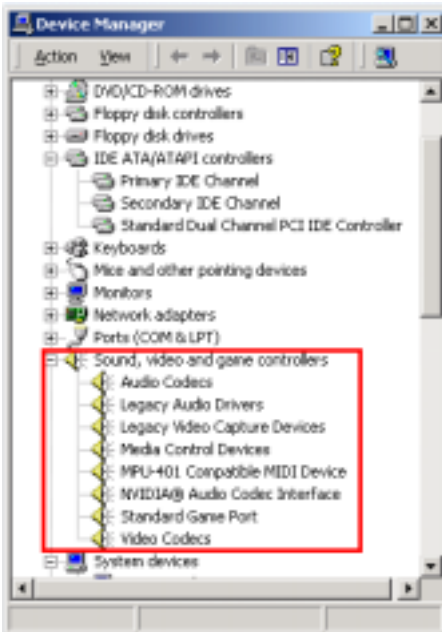 Device Manager
Action View
DVD/CD-ROM drives
Floppy disk controllers
Floppy disk drives
IDE ATA/ATAPI controllers
Primary IDE Channel
Secondary IDE Channel
Standard Dual Channel PCI IDE Controller
Keyboards
Mice and other pointing devices
Monitors
Network adapters
Ports (COM & LPT)
Sound, video and game controllers
Audio Codecs
Legacy Audio Drivers
Legacy Video Capture Devices
Media Control Devices
MPU-401 Compatible MIDI Device
NVIDIA® Audio Codec Interface
Standard Game Port
Video Codecs
System devices